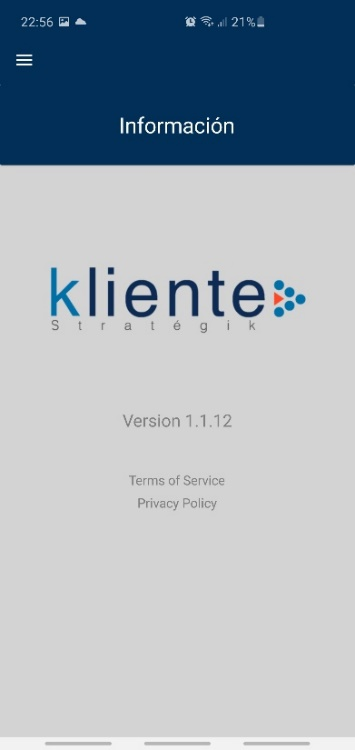 22:56 21%
Información
kliente
Stratégik
Version 1.1.12
Terms of Service
Privacy Policy